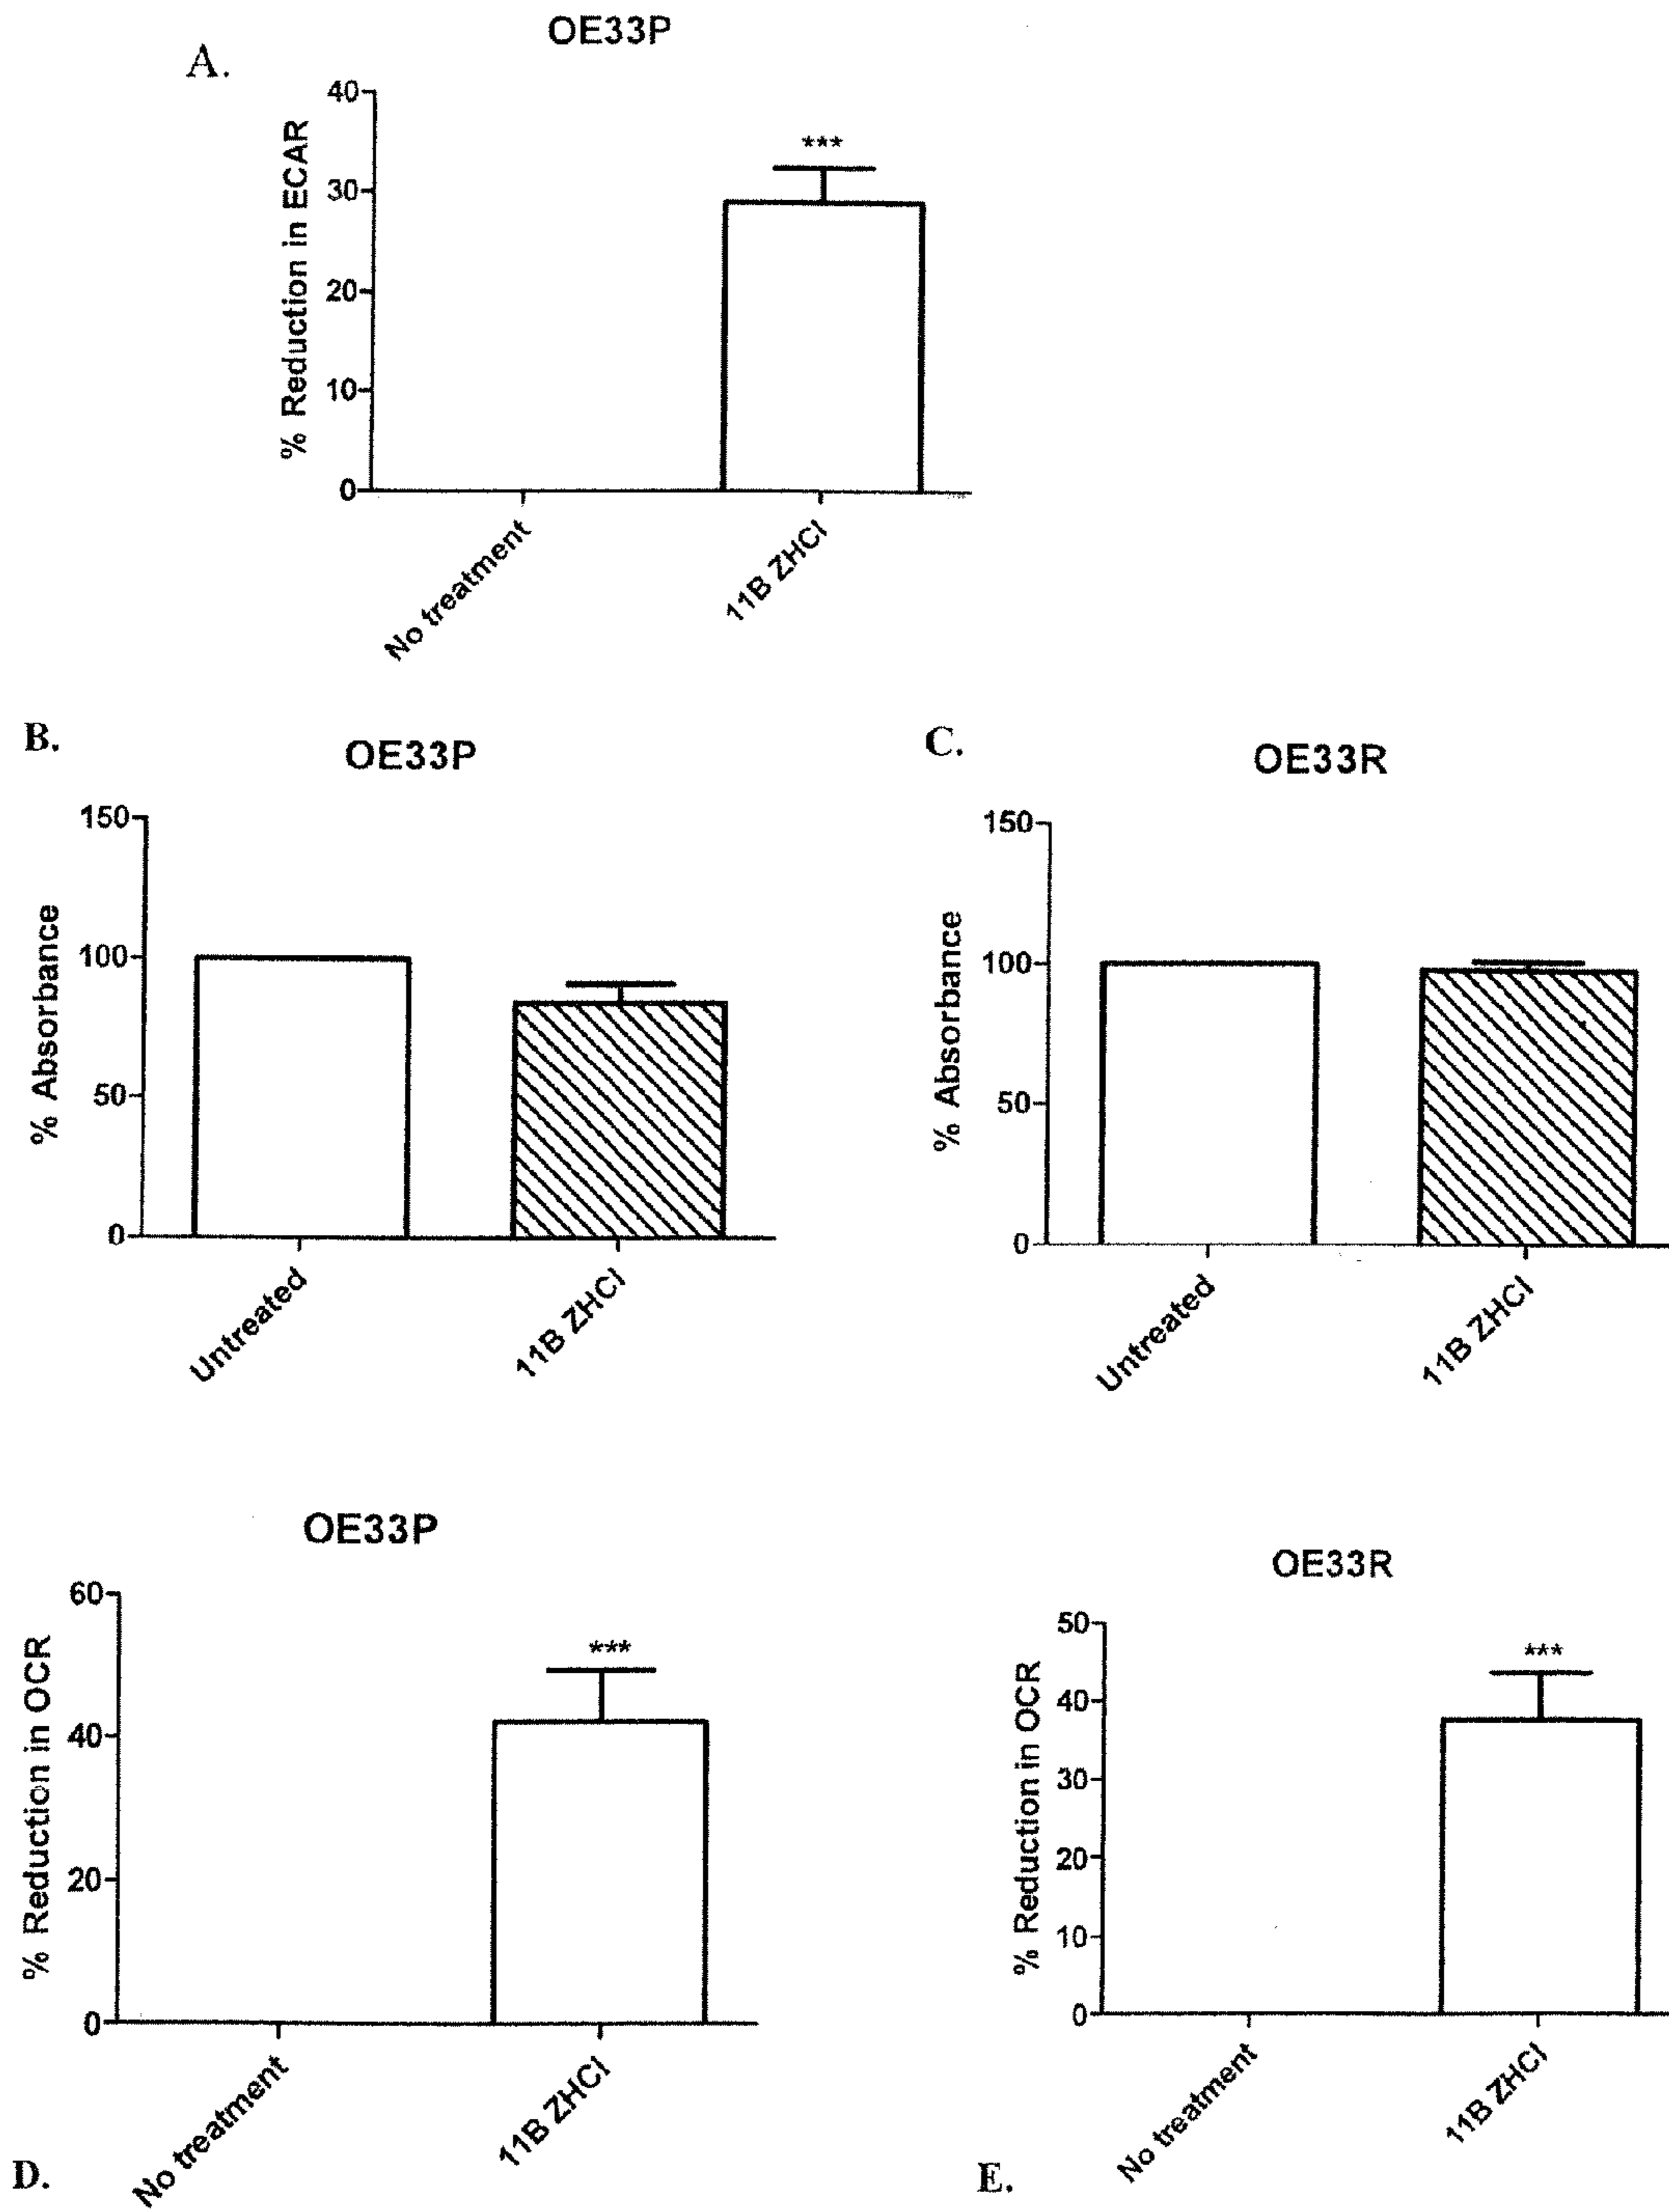 A.
OE33P
% Reduction in ECAR
40
30
20
10
0
***
No treatment
11B ZHCl
B.
OE33P
% Absorbance
150
100
50
0
Untreated
11B ZHCl
C.
OE33R
% Absorbance
150
100
50
0
Untreated
11B ZHCl
OE33P
% Reduction in OCR
60
40
20
0
***
No treatment
11B ZHCl
D.
OE33R
% Reduction in OCR
50
40
30
20
10
0
***
No treatment
11B ZHCl
E.